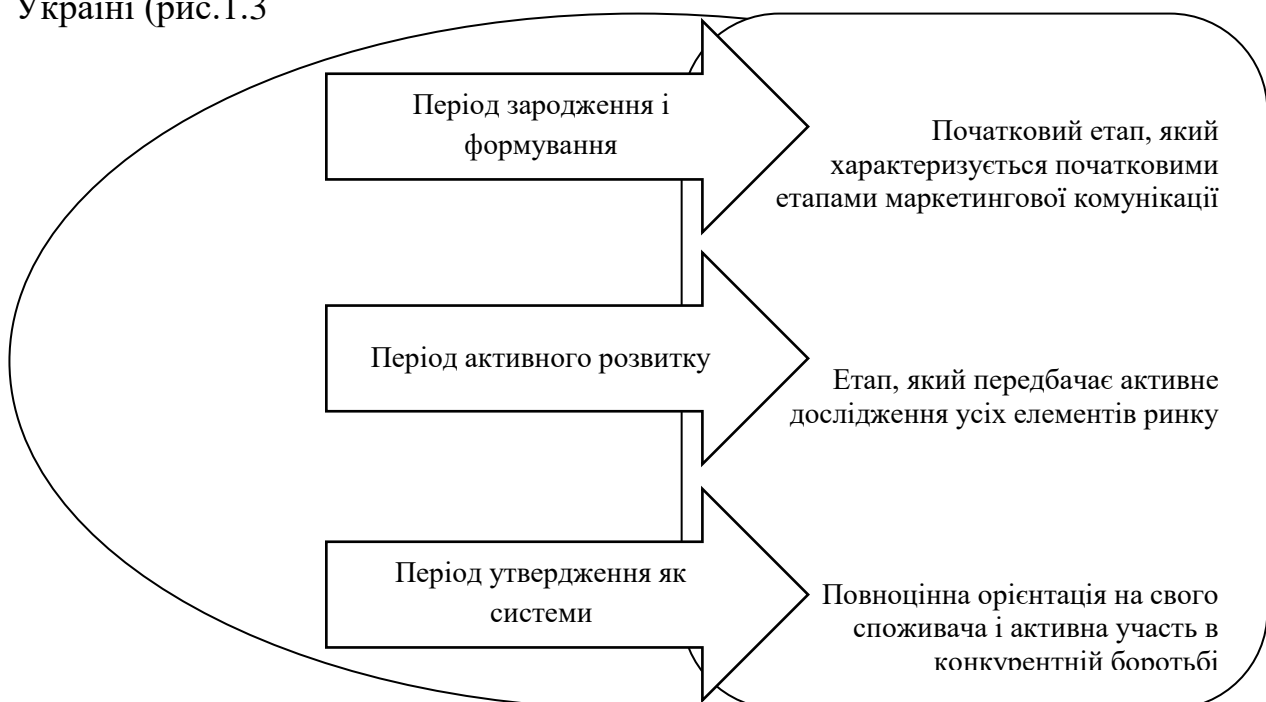 Україні (рис.1.3
Період зародження і
формування
Початковий етап, який
характеризується початковими
етапами маркетингової комунікації
Період активного розвитку
Етап, який передбачає активне
дослідження усіх елементів ринку
Період утвердження як
системи
Повноцінна орієнтація на свого
споживача і активна участь в
конкурентній боротьбі